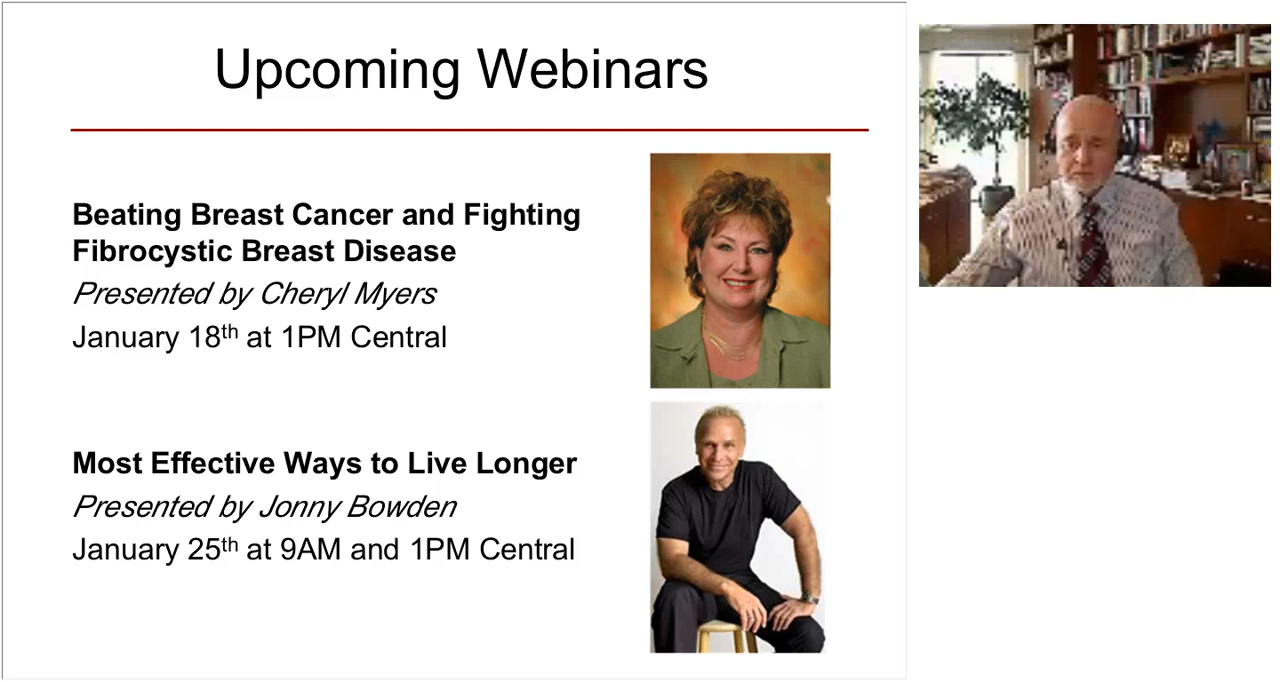 Upcoming Webinars
Beating Breast Cancer and Fighting
Fibrocystic Breast Disease
Presented by Cheryl Myers
January 18th at 1PM Central
Most Effective Ways to Live Longer
Presented by Jonny Bowden
January 25th at 9AM and 1PM Central